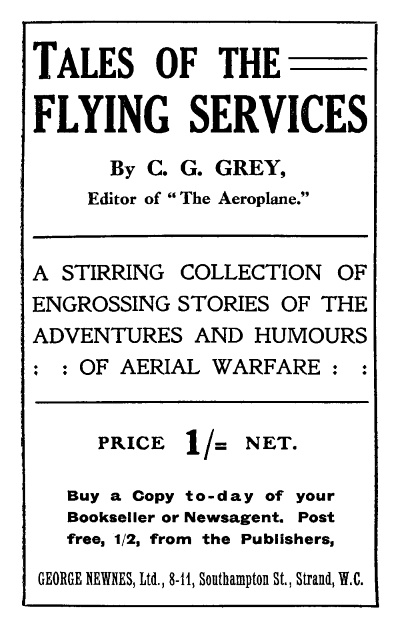 TALES OF THE
FLYING SERVICES
By C. G. GREY,
Editor of "The Aeroplane."
A STIRRING COLLECTION OF
ENGROSSING STORIES OF THE
ADVENTURES AND HUMOURS
: : OF AERIAL WARFARE : :
PRICE 1/= NET.
Buy a Copy to-day of your
Bookseller or Newsagent. Post
free, 1/2, from the Publishers,
GEORGE NEWNES, Ltd., 8-11, Southampton St., Strand, W.C.